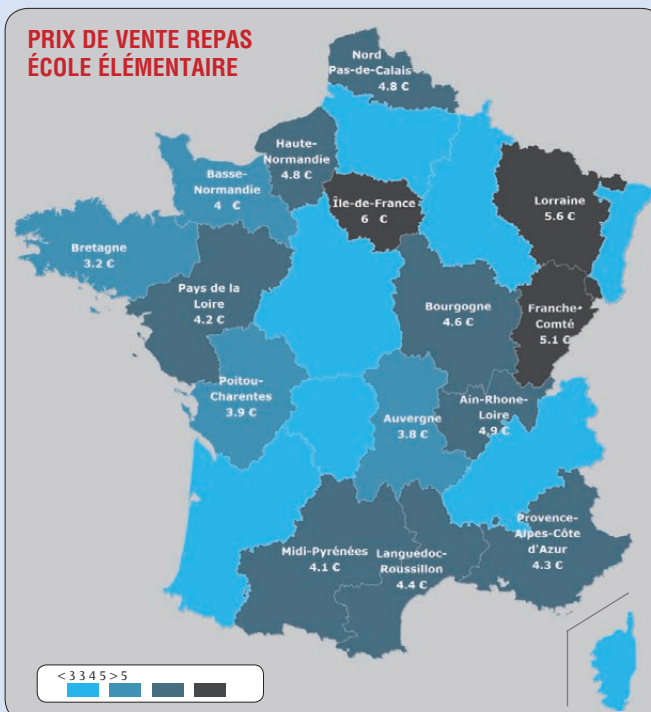 PRIX DE VENTE REPAS
ÉCOLE ÉLÉMENTAIRE
Nord
Pas-de-Calais
4.8 €
Haute-
Normandie
4.8 €
Basse-
Normandie
4 €
Île-de-France
6 €
Lorraine
5.6 €
Bretagne
3.2 €
Pays de la
Loire
4.2 €
Bourgogne
4.6 €
Franche-
Comté
5.1 €
Poitou-
Charentes
3.9 €
Auvergne
3.8 €
Ain-Rhone-
Loire
4.9 €
Midi-Pyrénées
4.1 €
Languedoc-
Roussillon
4.4 €
Provence-
Alpes-Côte
d'Azur
4.3 €
< 3 3 4 5 > 5